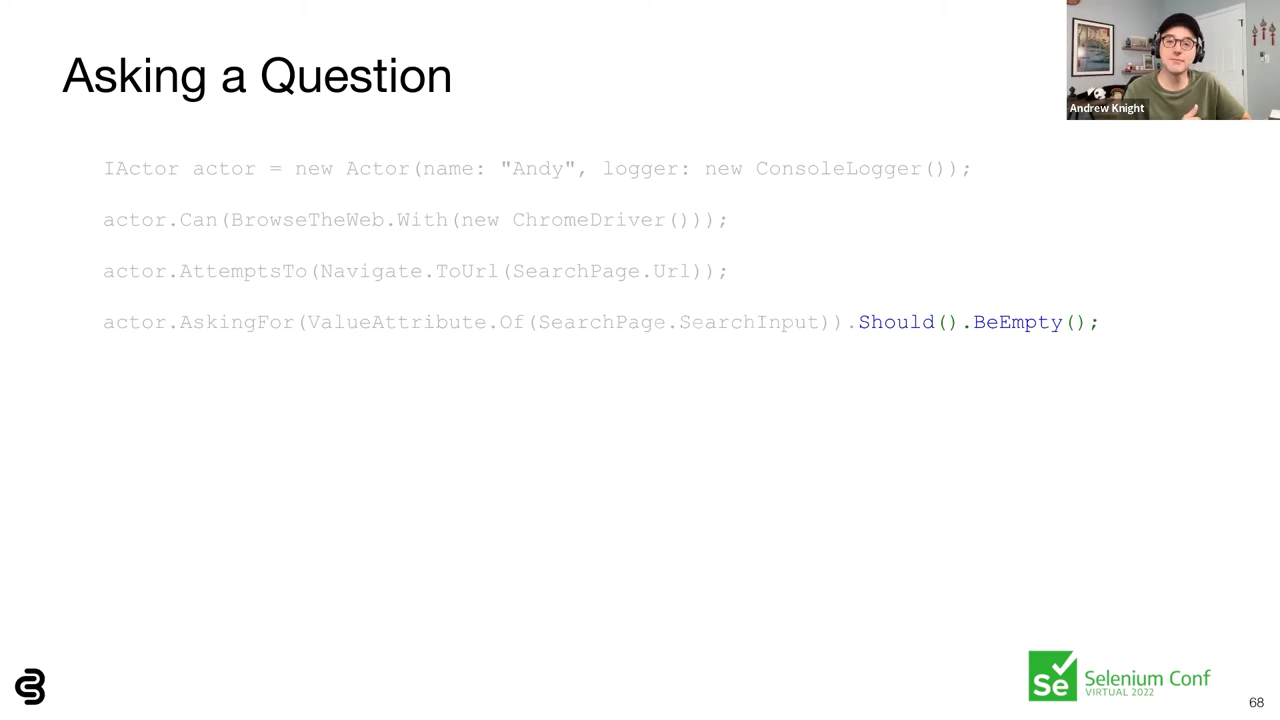 Asking a Question
Andrew Knight
IActor actor = new Actor(name: "Andy", logger: new ConsoleLogger());
actor.Can(BrowseTheWeb.With(new ChromeDriver()));
actor.AttemptsTo(Navigate.ToUrl(SearchPage.Url));
actor.AskingFor(ValueAttribute.Of(SearchPage.SearchInput)).Should().BeEmpty();
Se
Selenium Conf
VIRTUAL 2022
68